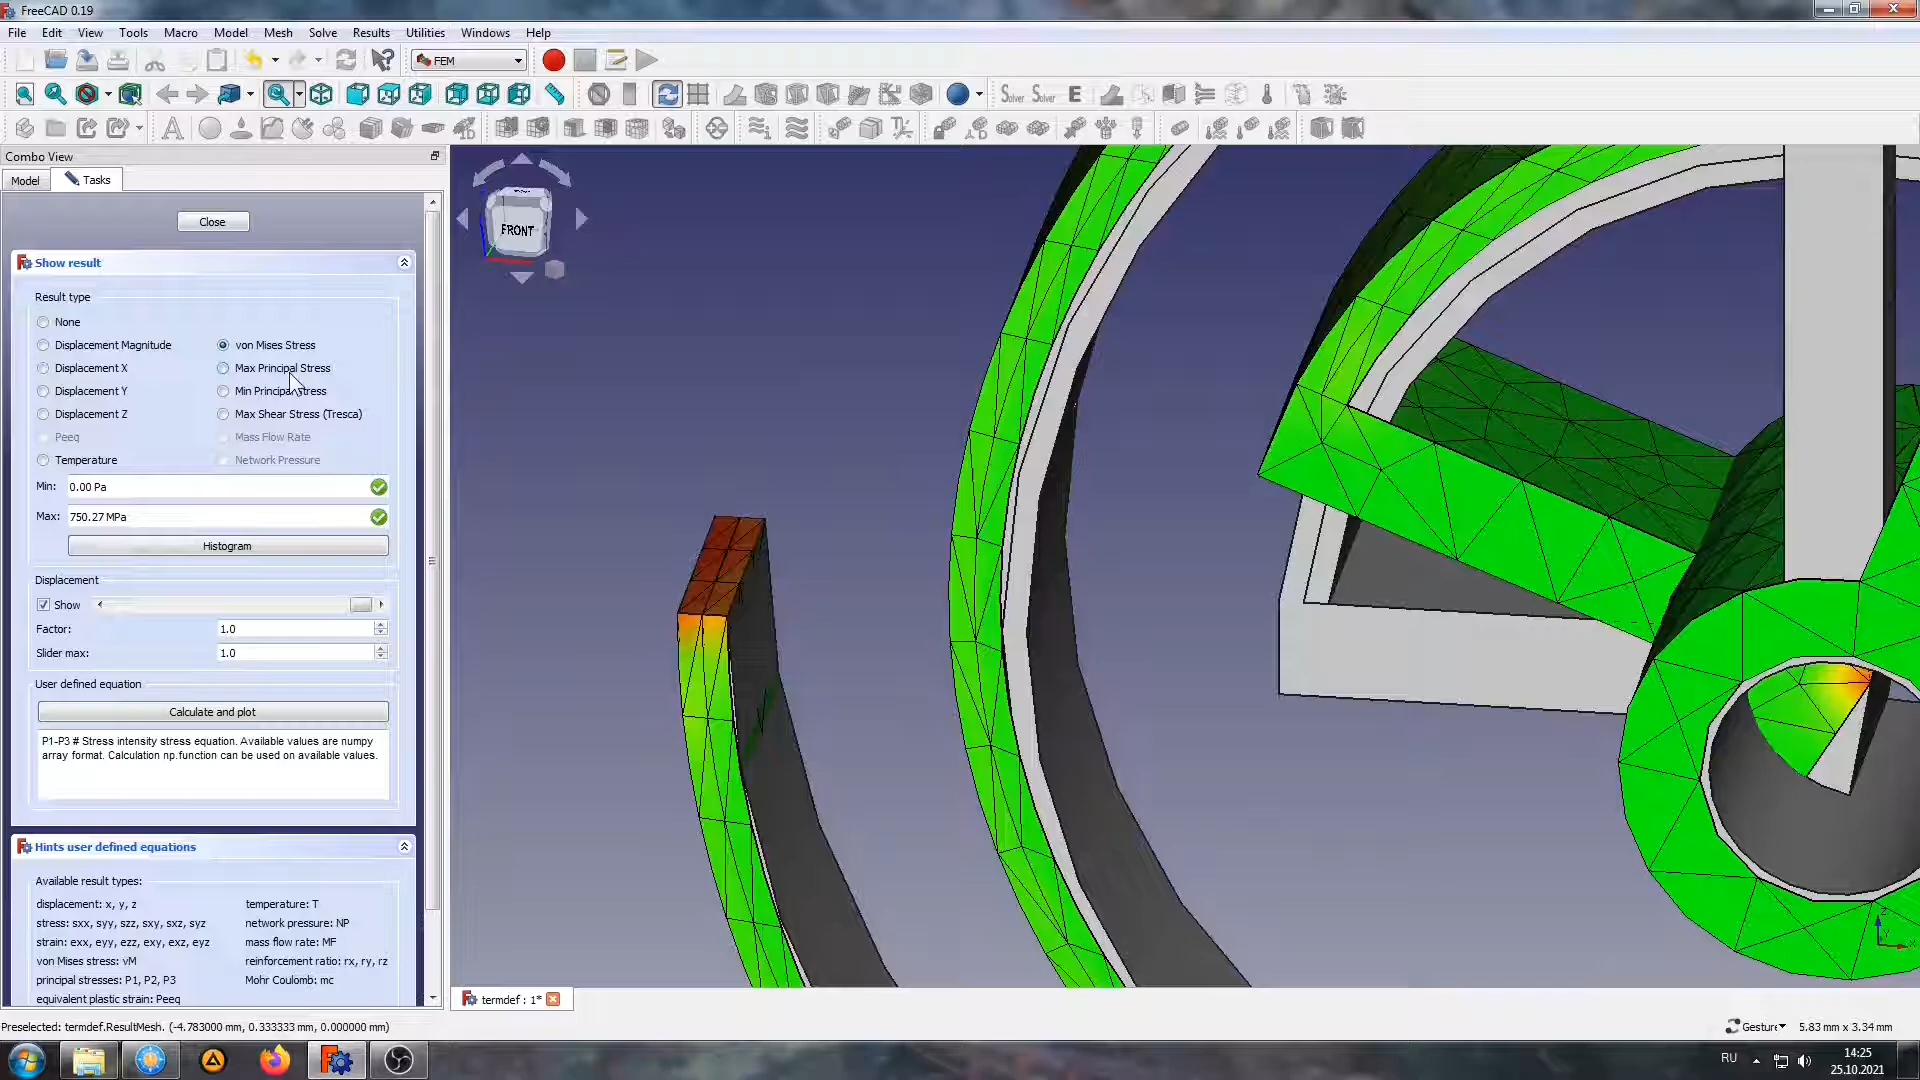 FreeCAD 0.19
File Edit View Tools Macro Model Mesh Solve Results Utilities Windows Help
FEM
Solver Solver E
Combo View
Model Tasks
Close
Show result
Result type
None
Displacement Magnitude von Mises Stress
Displacement X Max Principal Stress
Displacement Y Min Principal Stress
Displacement Z Max Shear Stress (Tresca)
Peeq Mass Flow Rate
Temperature Network Pressure
Min: 0.00 Pa
Max: 750.27 MPa
Histogram
Displacement
Show
Factor: 1.0
Slider max: 1.0
User defined equation
Calculate and plot
P1-P3 # Stress intensity stress equation. Available values are numpy
array format. Calculation np.function can be used on available values.
Hints user defined equations
Available result types:
displacement: x, y, z temperature: T
stress: sxx, syy, szz, sxy, sxz, syz network pressure: NP
strain: exx, eyy, ezz, exy, exz, eyz mass flow rate: MF
von Mises stress: vM reinforcement ratio: rx, ry, rz
principal stresses: P1, P2, P3 Mohr Coulomb: mc
equivalent plastic strain: Peeq
FRONT
Z
Y
X
termdef : 1*
Preselected: termdef.ResultMesh. (-4.783000 mm, 0.333333 mm, 0.000000 mm)
Gesture 5.83 mm x 3.34 mm
RU
14:25
25.10.2021